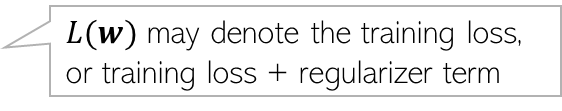 L(w) may denote the training loss,
or training loss + regularizer term